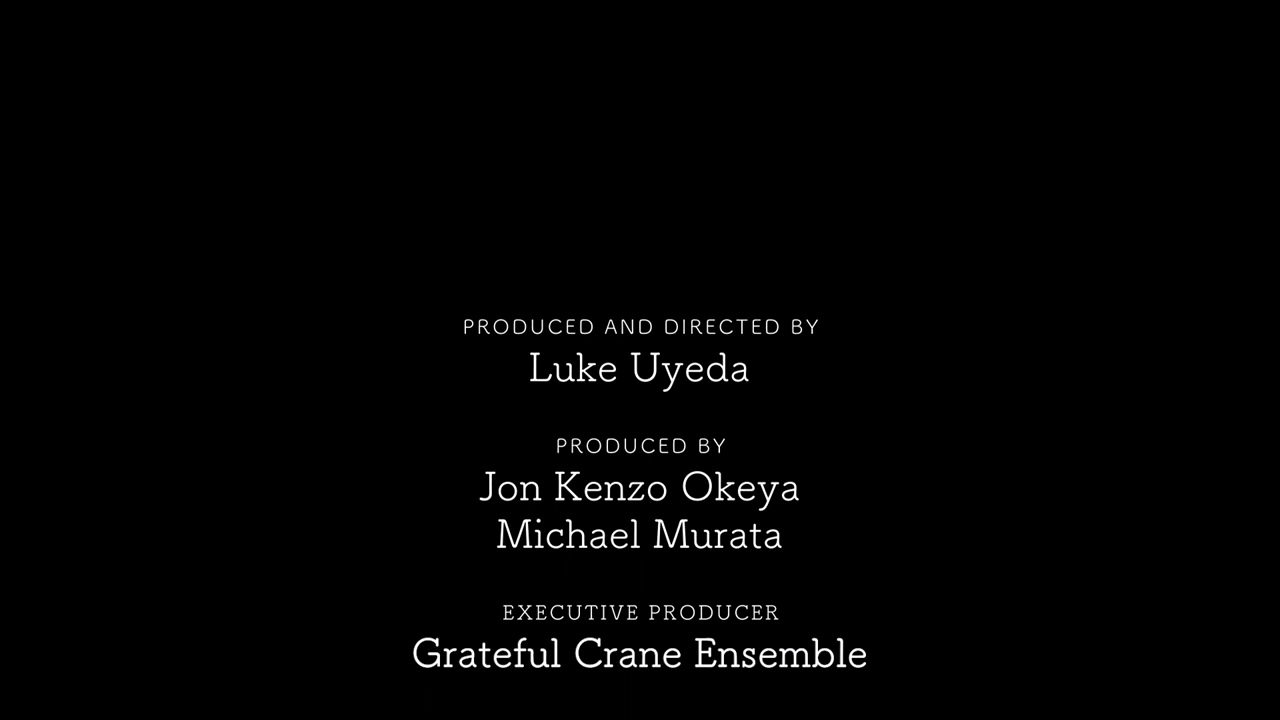 PRODUCED AND DIRECTED BY
Luke Uyeda
PRODUCED BY
Jon Kenzo Okeya
Michael Murata
EXECUTIVE PRODUCER
Grateful Crane Ensemble